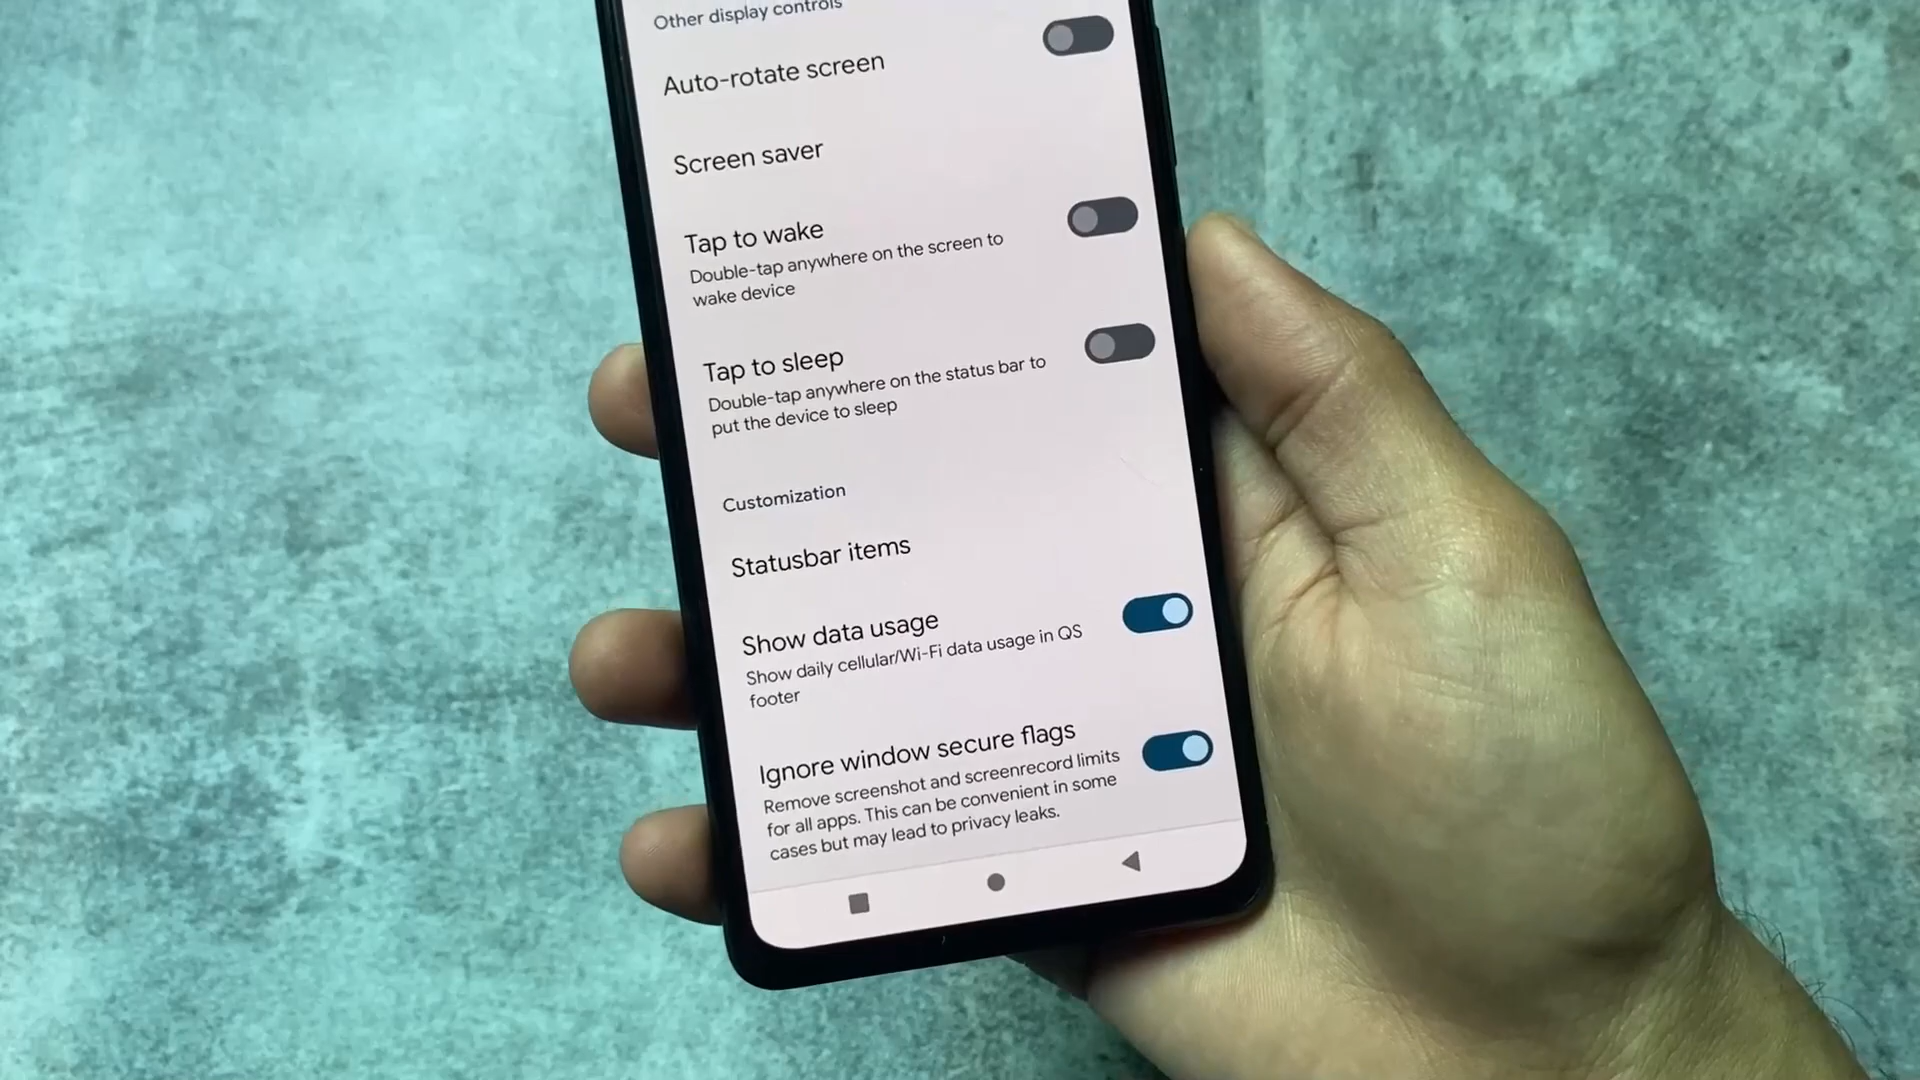 Other display controls
Auto-rotate screen
Screen saver
Tap to wake
Double-tap anywhere on the screen to
wake device
Tap to sleep
Double-tap anywhere on the status bar to
put the device to sleep
Customization
Statusbar items
Show data usage
Show daily cellular/Wi-Fi data usage in QS
footer
Ignore window secure flags
Remove screenshot and screenrecord limits
for all apps. This can be convenient in some
cases but may lead to privacy leaks.